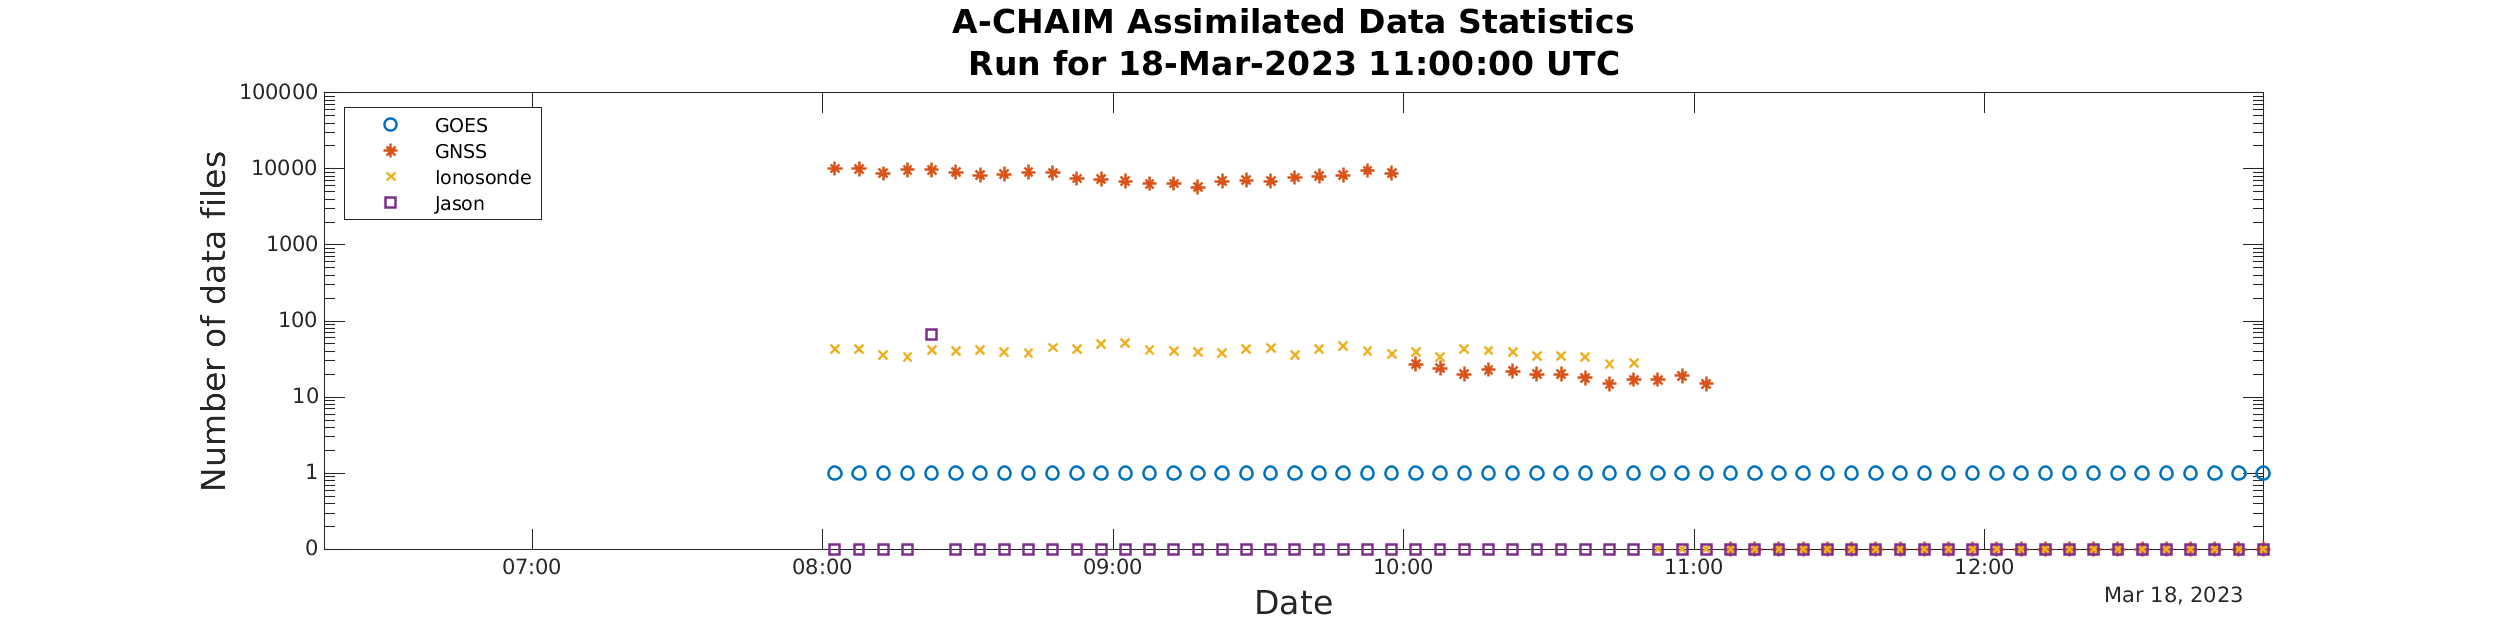 A-CHAIM Assimilated Data Statistics
Run for 18-Mar-2023 11:00:00 UTC
100000
10000
1000
100
10
1
0
Number of data files
GOES
GNSS
Ionosonde
Jason
07:00 08:00 09:00 10:00 11:00 12:00
Date
Mar 18, 2023